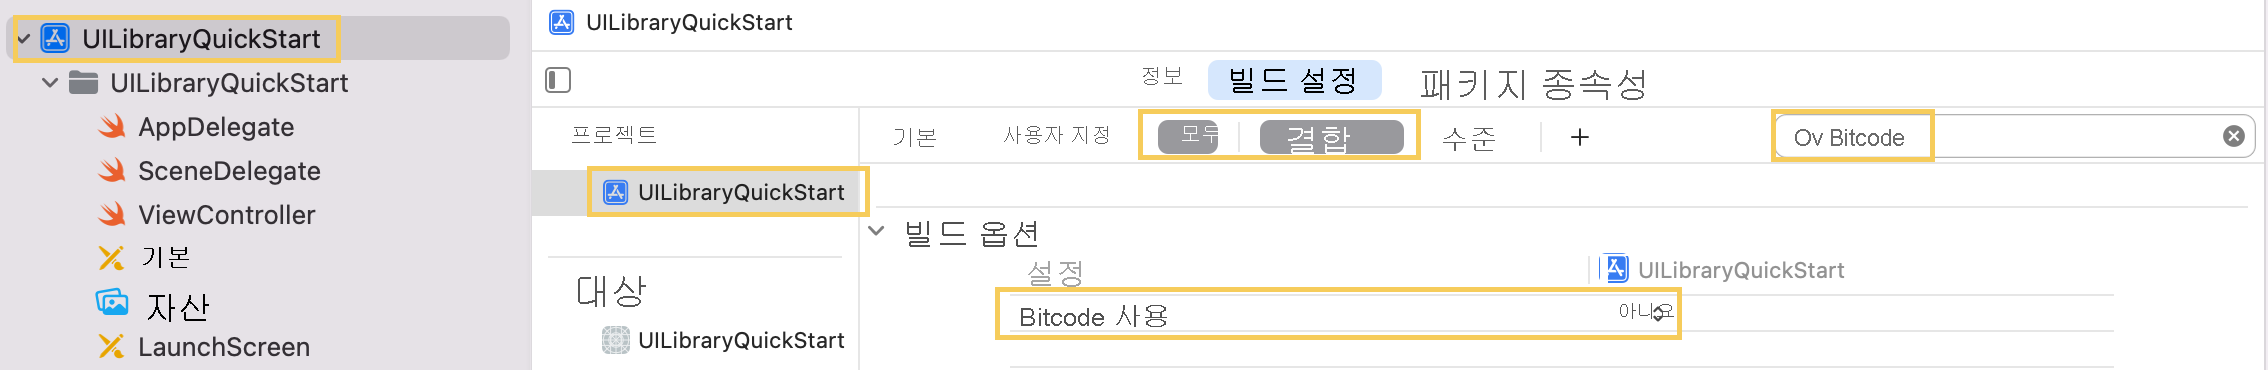 UILibraryQuickStart
UILibraryQuickStart
AppDelegate
SceneDelegate
ViewController
기본
자산
LaunchScreen
UILibraryQuickStart
정보 빌드 설정 패키지 종속성
프로젝트
UILibraryQuickStart
대상
UILibraryQuickStart
기본 사용자 지정 모두 결합 수준 + Ov Bitcode
빌드 옵션
설정 UILibraryQuickStart
Bitcode 사용 아니요